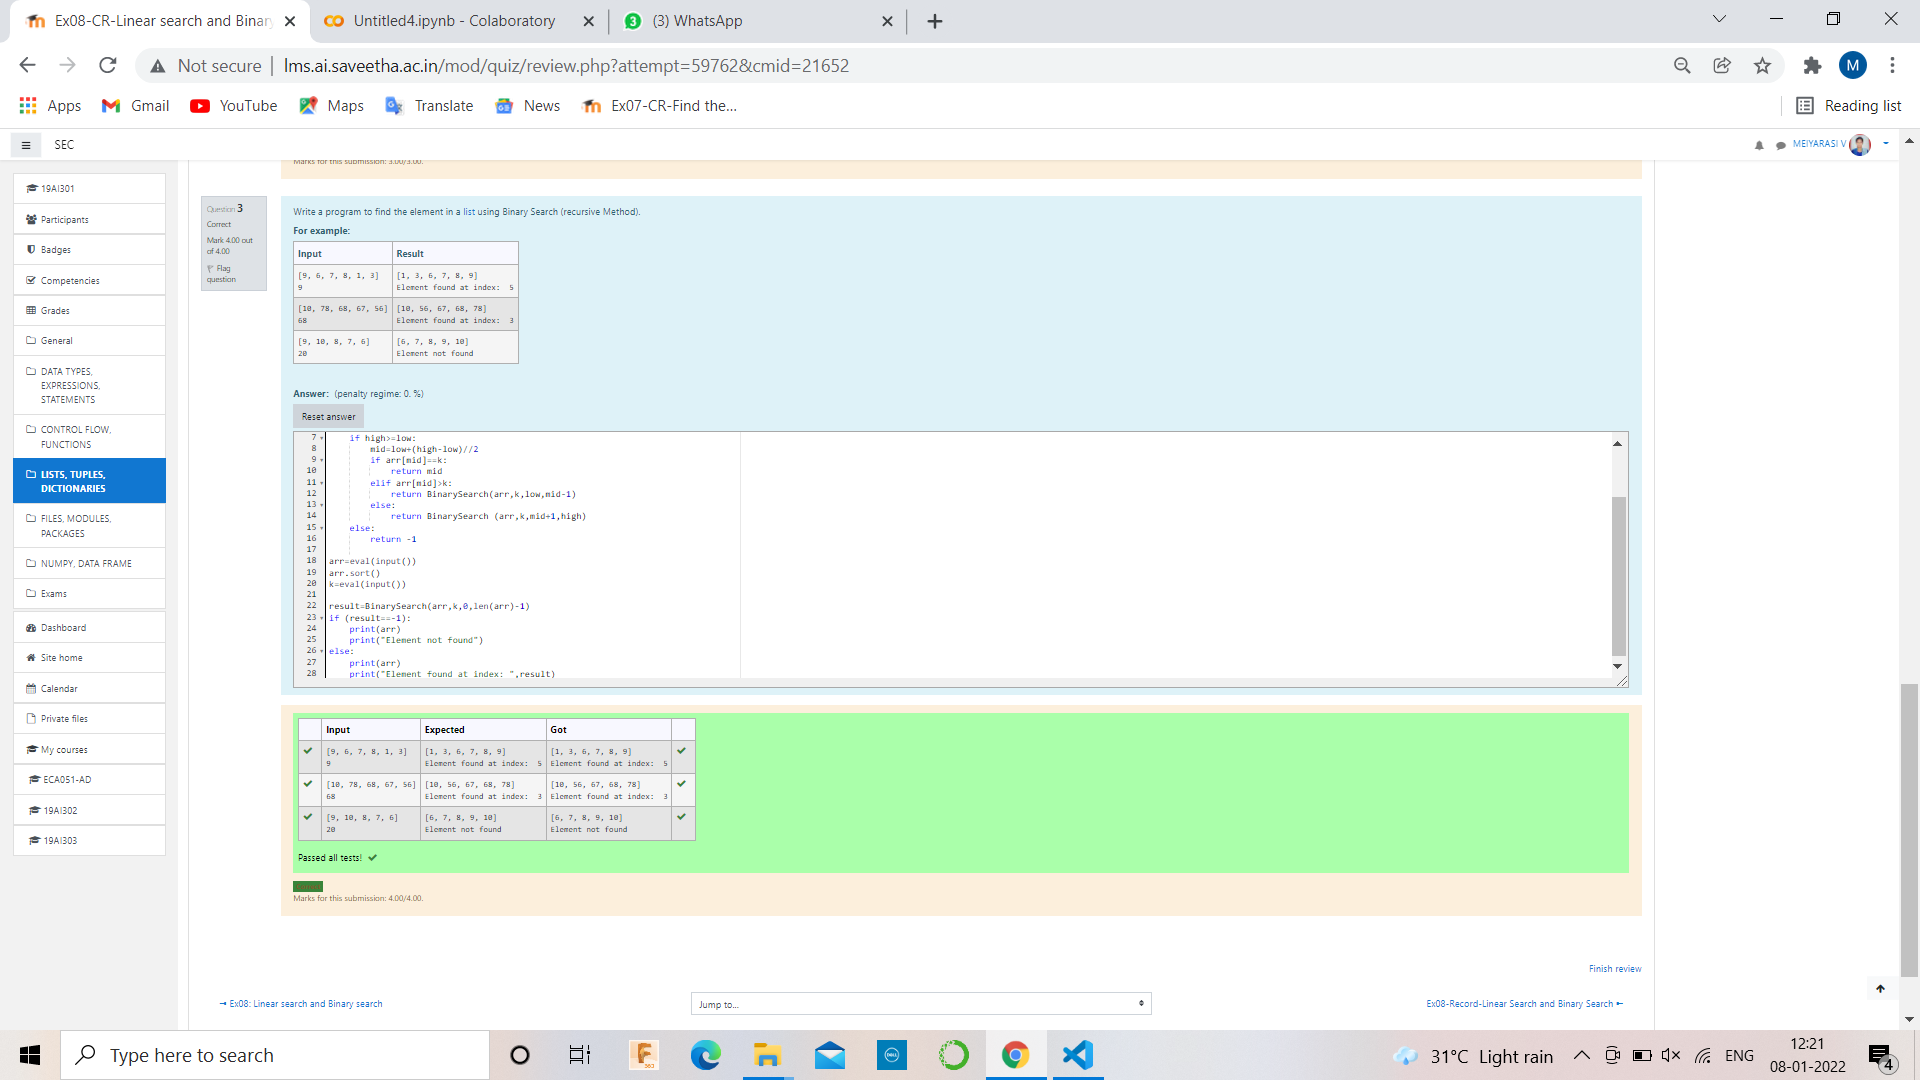 Ex08-CR-Linear search and Binar
Untitled4.ipynb - Colaboratory
(3) WhatsApp
Not secure
lms.ai.saveetha.ac.in/mod/quiz/review.php?attempt=59762&cmid=21652
M
Apps
Gmail
YouTube
Maps
Translate
News
Ex07-CR-Find the...
Reading list
SEC
MEIYARASI V
19AI301
Participants
Badges
Competencies
Grades
General
DATA TYPES,
EXPRESSIONS,
STATEMENTS
CONTROL FLOW,
FUNCTIONS
LISTS, TUPLES,
DICTIONARIES
FILES, MODULES,
PACKAGES
NUMPY, DATA FRAME
Exams
Dashboard
Site home
Calendar
Private files
My courses
ECA051-AD
19AI302
19AI303
Marks for this submission: 3.00/3.00.
Question 3
Correct
Mark 4.00 out
of 4.00
Flag
question
Write a program to find the element in a list using Binary Search (recursive Method).
For example:
Input Result
[9, 6, 7, 8, 1, 3] [1, 3, 6, 7, 8, 9]
9 Element found at index:  5
[10, 78, 68, 67, 56] [10, 56, 67, 68, 78]
68 Element found at index:  3
[9, 10, 8, 7, 6] [6, 7, 8, 9, 10]
20 Element not found
Answer: (penalty regime: 0. %)
Reset answer
7 if high>=low:
8 mid=low+(high-low)//2
9 if arr[mid]==k:
10 return mid
11 elif arr[mid]>k:
12 return BinarySearch(arr,k,low,mid-1)
13 else:
14 return BinarySearch (arr,k,mid+1,high)
15 else:
16 return -1
17
18 arr=eval(input())
19 arr.sort()
20 k=eval(input())
21
22 result=BinarySearch(arr,k,0,len(arr)-1)
23 if (result==-1):
24 print(arr)
25 print("Element not found")
26 else:
27 print(arr)
28 print("Element found at index: ",result)
Input Expected Got
[9, 6, 7, 8, 1, 3] [1, 3, 6, 7, 8, 9] [1, 3, 6, 7, 8, 9]
9 Element found at index:  5 Element found at index:  5
[10, 78, 68, 67, 56] [10, 56, 67, 68, 78] [10, 56, 67, 68, 78]
68 Element found at index:  3 Element found at index:  3
[9, 10, 8, 7, 6] [6, 7, 8, 9, 10] [6, 7, 8, 9, 10]
20 Element not found Element not found
Passed all tests!
Marks for this submission: 4.00/4.00.
Finish review
Ex08: Linear search and Binary search
Jump to...
Ex08-Record-Linear Search and Binary Search
Type here to search
31°C Light rain
ENG
12:21
08-01-2022
4